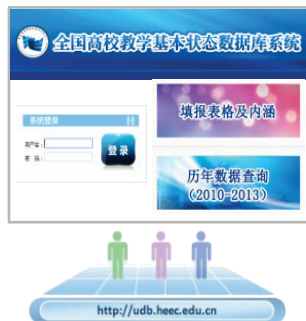 全国高校教学基本状态数据库系统
系统登录
用户名：
密 码：
登录
填报表格及内涵
历年数据查询
(2010-2013)
http://udb.heec.edu.cn